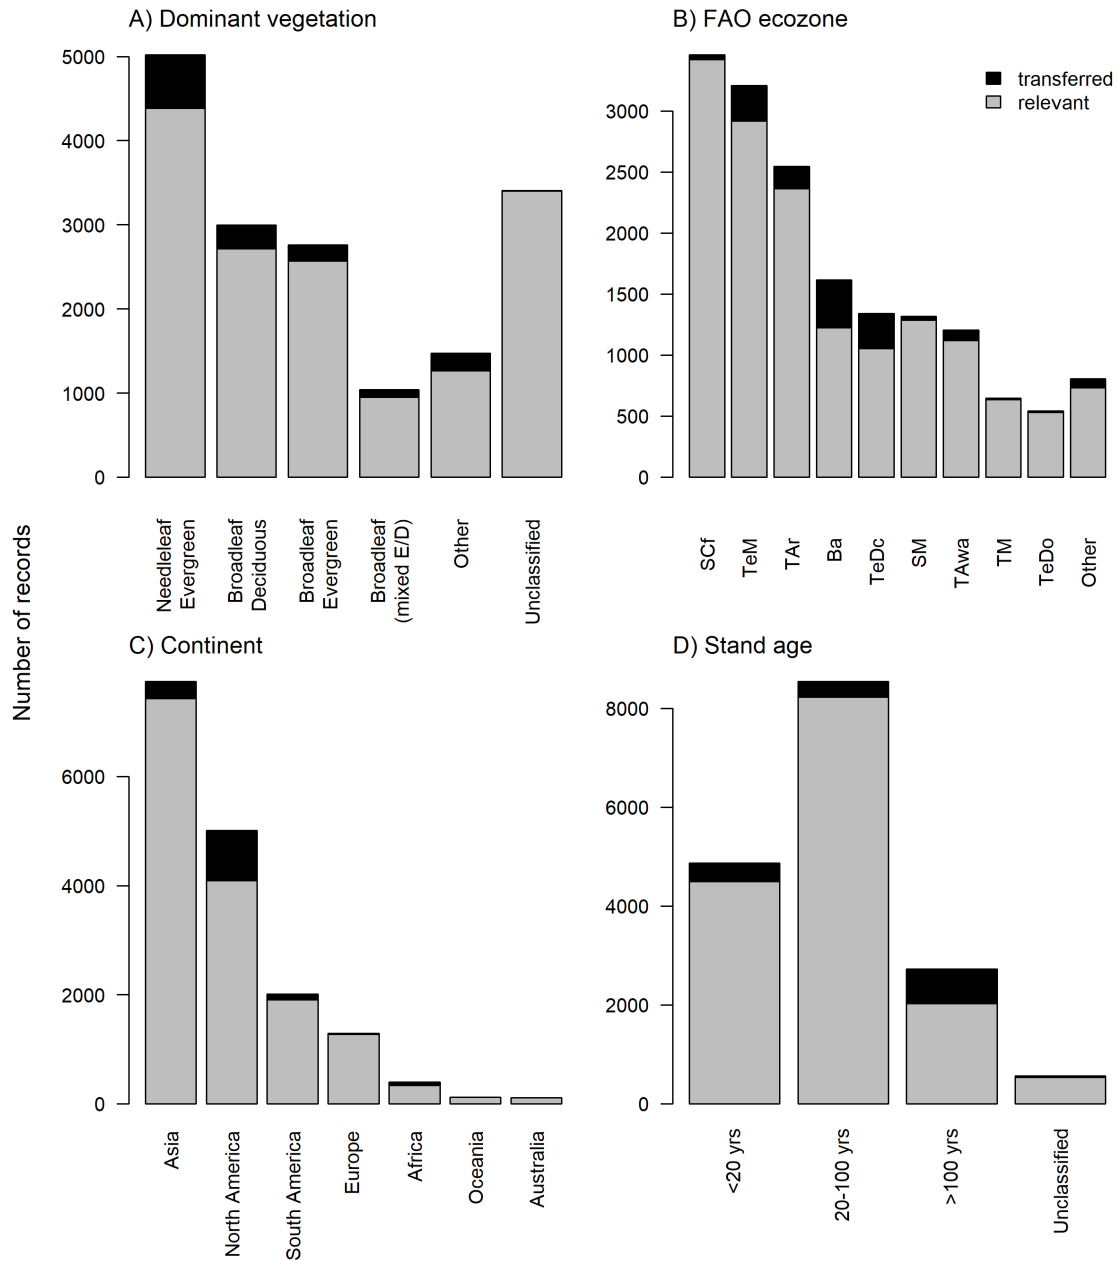 A) Dominant vegetation
5000
4000
3000
2000
1000
0
Needleleaf
Evergreen
Broadleaf
Deciduous
Broadleaf
Evergreen
Broadleaf
(mixed E/D)
Other
Unclassified
B) FAO ecozone
transferred
relevant
3000
2500
2000
1500
1000
500
0
SCf
TeM
TAr
Ba
TeDc
SM
TAwa
TM
TeDo
Other
Number of records
C) Continent
6000
4000
2000
0
Asia
North America
South America
Europe
Africa
Oceania
Australia
D) Stand age
8000
6000
4000
2000
0
<20 yrs
20-100 yrs
>100 yrs
Unclassified